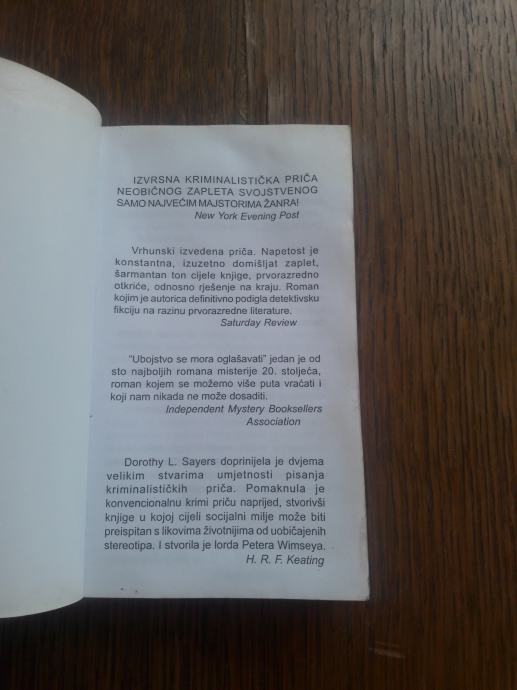 IZVRSNA KRIMINALISTIČKA PRIČA
NEOBIČNOG ZAPLETA SVOJSTVENOG
SAMO NAJVEĆIM MAJSTORIMA ŽANRA!
New York Evening Post
Vrhunski izvedena priča. Napetost je
konstantna, izuzetno domišljat zaplet,
šarmantan ton cijele knjige, prvorazredno
otkriće, odnosno rješenje na kraju. Roman
kojim je autorica definitivno podigla detektivsku
fikciju na razinu prvorazredne literature.
Saturday Review
"Ubojstvo se mora oglašavati" jedan je od
sto najboljih romana misterije 20. stoljeća,
roman kojem se možemo više puta vraćati i
koji nam nikada ne može dosaditi.
Independent Mystery Booksellers
Association
Dorothy L. Sayers doprinijela je dvjema
velikim stvarima umjetnosti pisanja
kriminalističkih priča. Pomaknula je
konvencionalnu krimi priču naprijed, stvorivši
knjige u kojoj cijeli socijalni milje može biti
preispitan s likovima životnijima od uobičajenih
stereotipa. I stvorila je lorda Petera Wimseya.
H. R. F. Keating